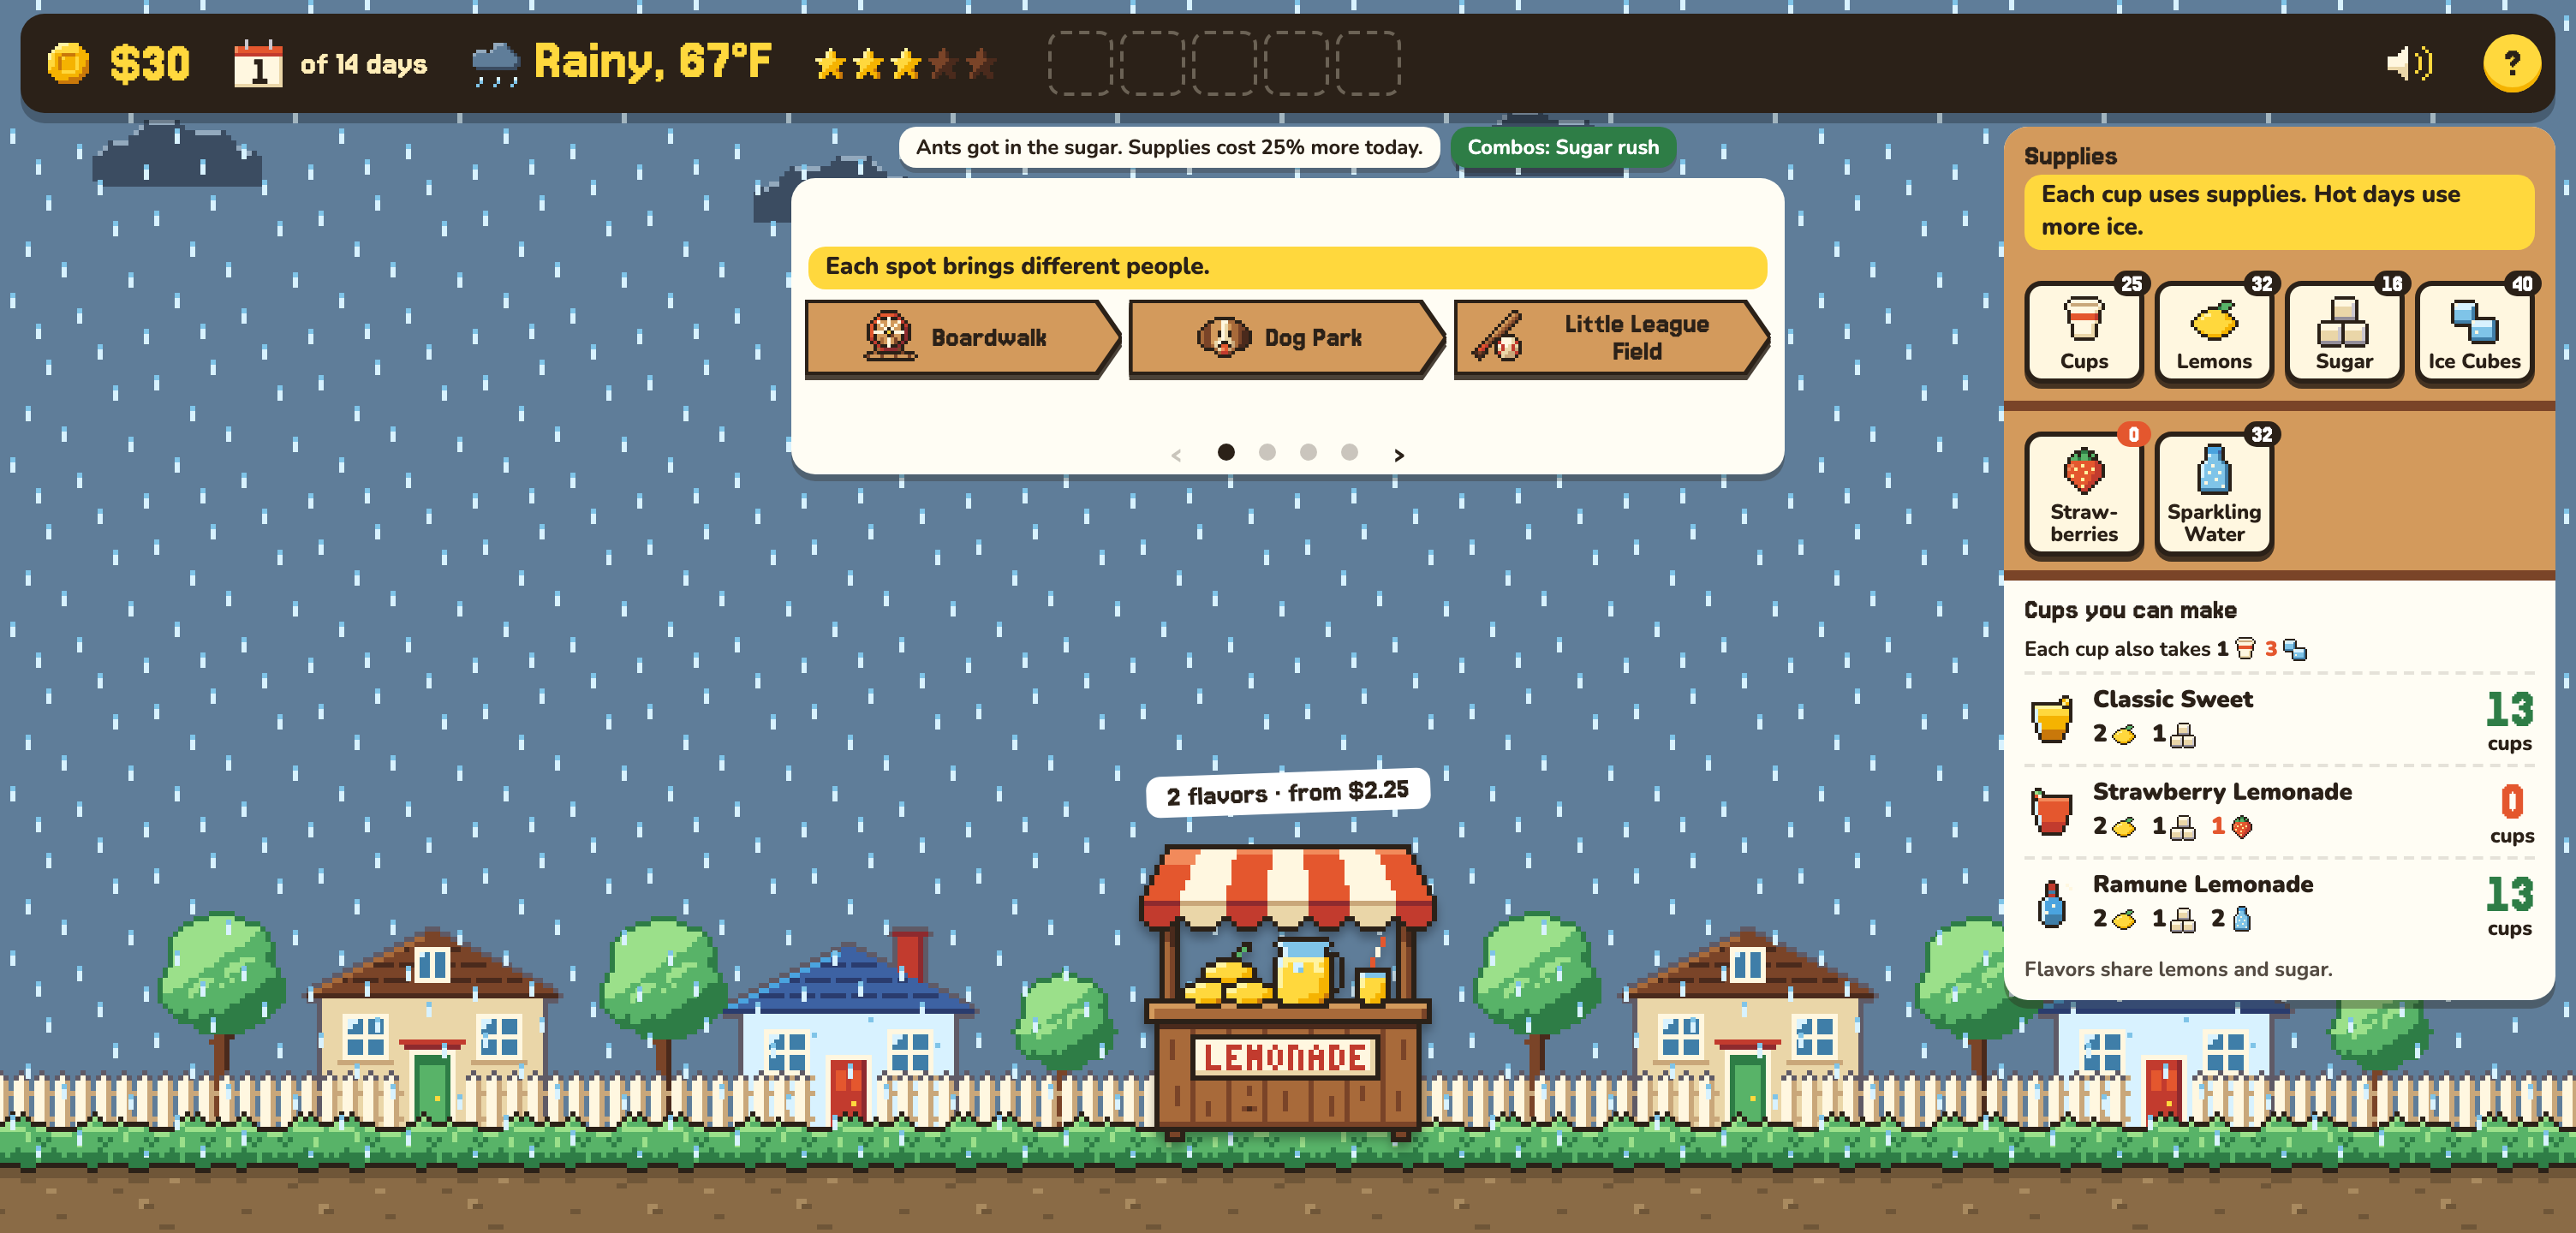 $30
1
of 14 days
Rainy, 67°F
?
Ants got in the sugar. Supplies cost 25% more today.
Combos: Sugar rush
Each spot brings different people.
Boardwalk
Dog Park
Little League
Field
Supplies
Each cup uses supplies. Hot days use
more ice.
25
32
16
40
Cups
Lemons
Sugar
Ice Cubes
0
32
Straw-
berries
Sparkling
Water
Cups you can make
Each cup also takes 1 3
Classic Sweet
2 1
13
cups
Strawberry Lemonade
2 1 1
0
cups
Ramune Lemonade
2 1 2
13
cups
Flavors share lemons and sugar.
2 flavors · from $2.25
LEMONADE